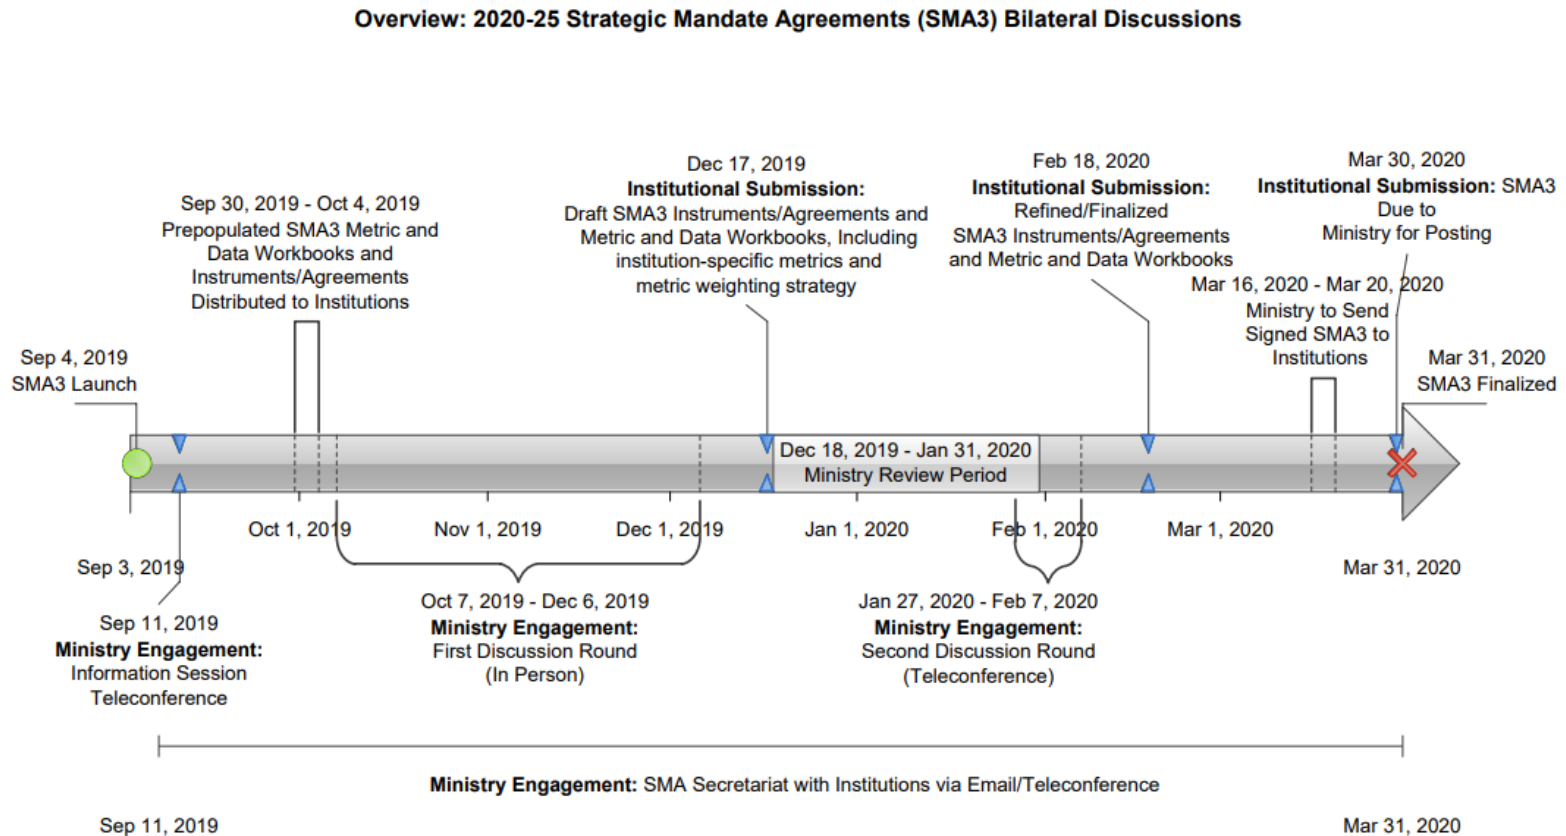 Overview: 2020-25 Strategic Mandate Agreements (SMA3) Bilateral Discussions
Sep 4, 2019
SMA3 Launch
Sep 30, 2019 - Oct 4, 2019
Prepopulated SMA3 Metric and
Data Workbooks and
Instruments/Agreements
Distributed to Institutions
Dec 17, 2019
Institutional Submission:
Draft SMA3 Instruments/Agreements and
Metric and Data Workbooks, Including
institution-specific metrics and
metric weighting strategy
Feb 18, 2020
Institutional Submission:
Refined/Finalized
SMA3 Instruments/Agreements
and Metric and Data Workbooks
Mar 30, 2020
Institutional Submission: SMA3
Due to
Ministry for Posting
Mar 16, 2020 - Mar 20, 2020
Ministry to Send
Signed SMA3 to
Institutions
Mar 31, 2020
SMA3 Finalized
Dec 18, 2019 - Jan 31, 2020
Ministry Review Period
Oct 1, 2019
Nov 1, 2019
Dec 1, 2019
Jan 1, 2020
Feb 1, 2020
Mar 1, 2020
Sep 3, 2019
Mar 31, 2020
Sep 11, 2019
Ministry Engagement:
Information Session
Teleconference
Oct 7, 2019 - Dec 6, 2019
Ministry Engagement:
First Discussion Round
(In Person)
Jan 27, 2020 - Feb 7, 2020
Ministry Engagement:
Second Discussion Round
(Teleconference)
Ministry Engagement: SMA Secretariat with Institutions via Email/Teleconference
Sep 11, 2019
Mar 31, 2020